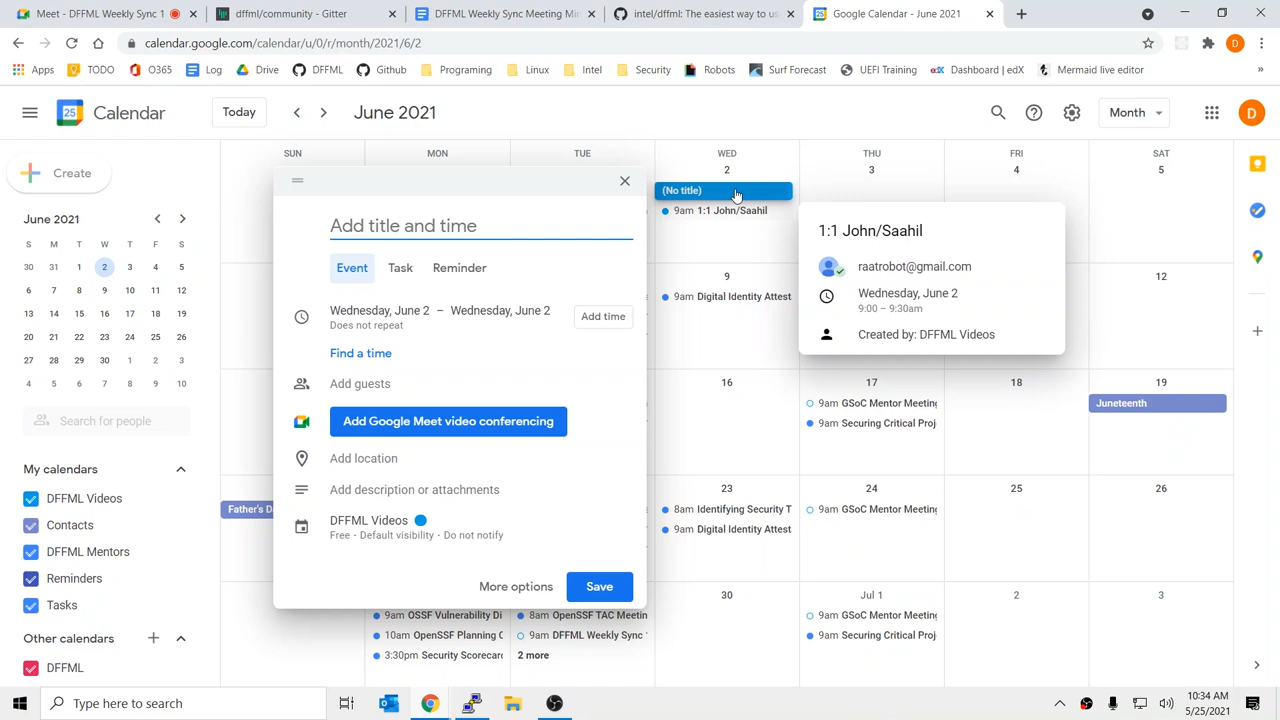 Meet - DFFML Weekly Sync 1
dffml/community - Gitter
DFFML Weekly Sync Meeting Min
intel/dffml: The easiest way to us
Google Calendar - June 2021
calendar.google.com/calendar/u/0/r/month/2021/6/2
D
Apps
TODO
O365
Log
Drive
DFFML
Github
Programing
Linux
Intel
Security
Robots
Surf Forecast
UEFI Training
Dashboard | edX
Mermaid live editor
»
25
Calendar
Today
June 2021
Month
D
Create
June 2021
S M T W T F S
30 31 1 2 3 4 5
6 7 8 9 10 11 12
13 14 15 16 17 18 19
20 21 22 23 24 25 26
27 28 29 30 1 2 3
4 5 6 7 8 9 10
Search for people
My calendars
DFFML Videos
Contacts
DFFML Mentors
Reminders
Tasks
Other calendars
DFFML
SUN MON TUE WED THU FRI SAT
2 3 4 5
(No title)
9am 1:1 John/Saahil
9
12
9am Digital Identity Attest
16 17 18 19
9am GSoC Mentor Meeting
9am Securing Critical Proj
Juneteenth
23 24 25 26
Father's D
8am Identifying Security T
9am Digital Identity Attest
9am GSoC Mentor Meeting
30 Jul 1 2 3
9am OSSF Vulnerability Di
10am OpenSSF Planning C
3:30pm Security Scorecar
8am OpenSSF TAC Meetin
9am DFFML Weekly Sync
2 more
9am GSoC Mentor Meeting
9am Securing Critical Proj
Add title and time
Event
Task
Reminder
Wednesday, June 2 – Wednesday, June 2
Does not repeat
Add time
Find a time
Add guests
Add Google Meet video conferencing
Add location
Add description or attachments
DFFML Videos
Free · Default visibility · Do not notify
More options
Save
1:1 John/Saahil
raatrobot@gmail.com
Wednesday, June 2
9:00 – 9:30am
Created by: DFFML Videos
Type here to search
10:34 AM
5/25/2021